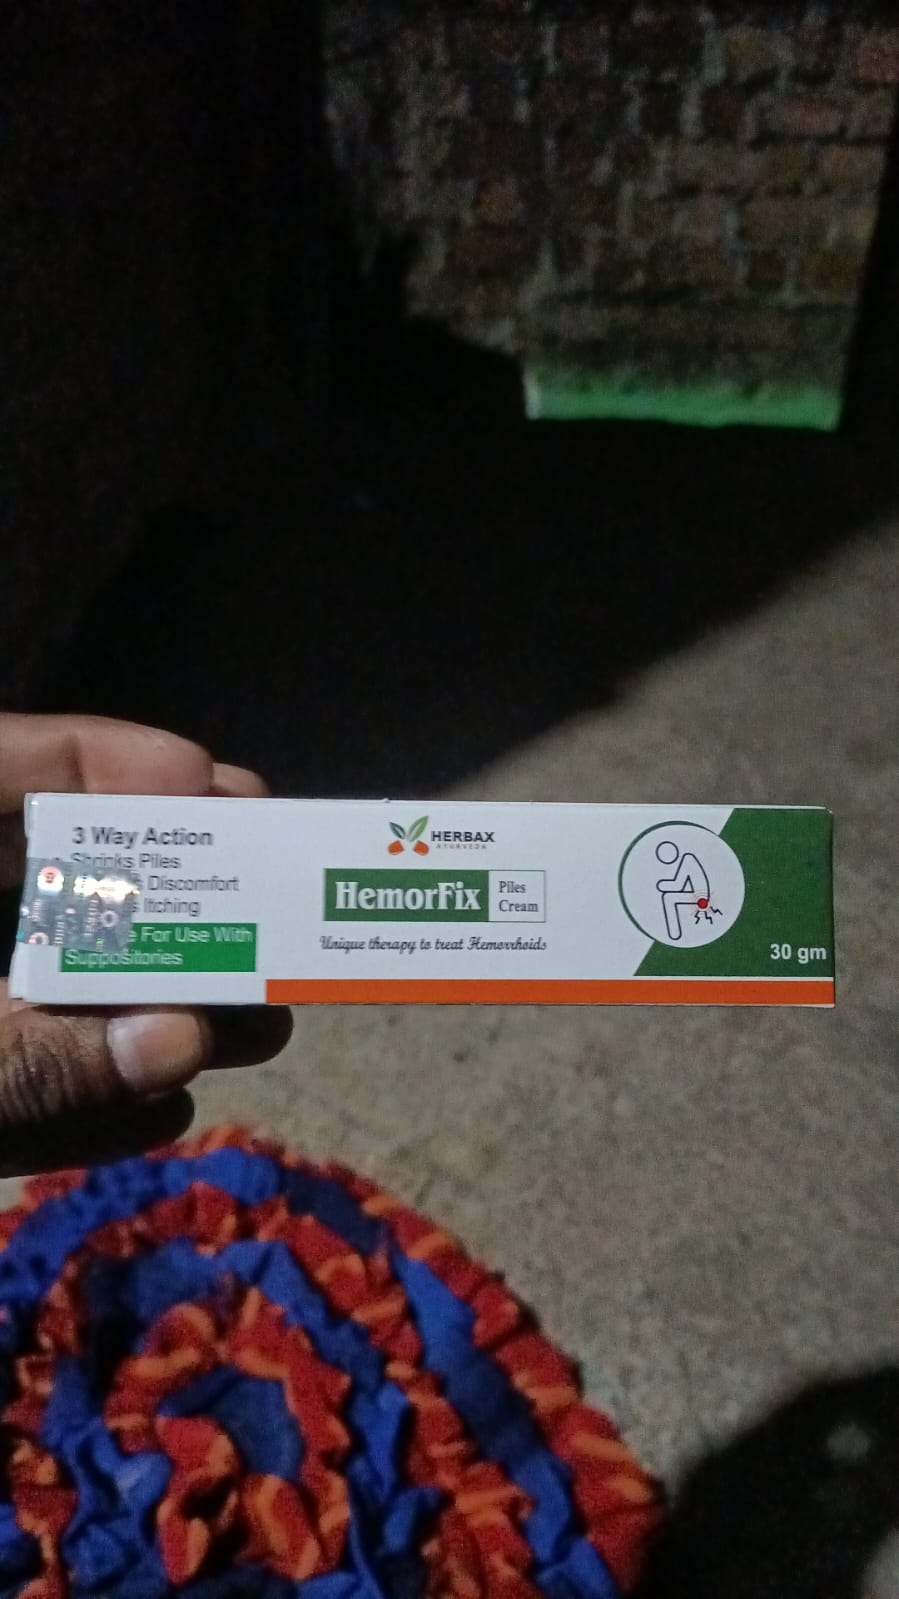 3 Way Action
Shrinks Piles
Discomfort
Itching
For Use With
Suppositories
HERBAX
AYURVEDA
HemorFix
Piles
Cream
Unique therapy to treat Hemorrhoids
30 gm